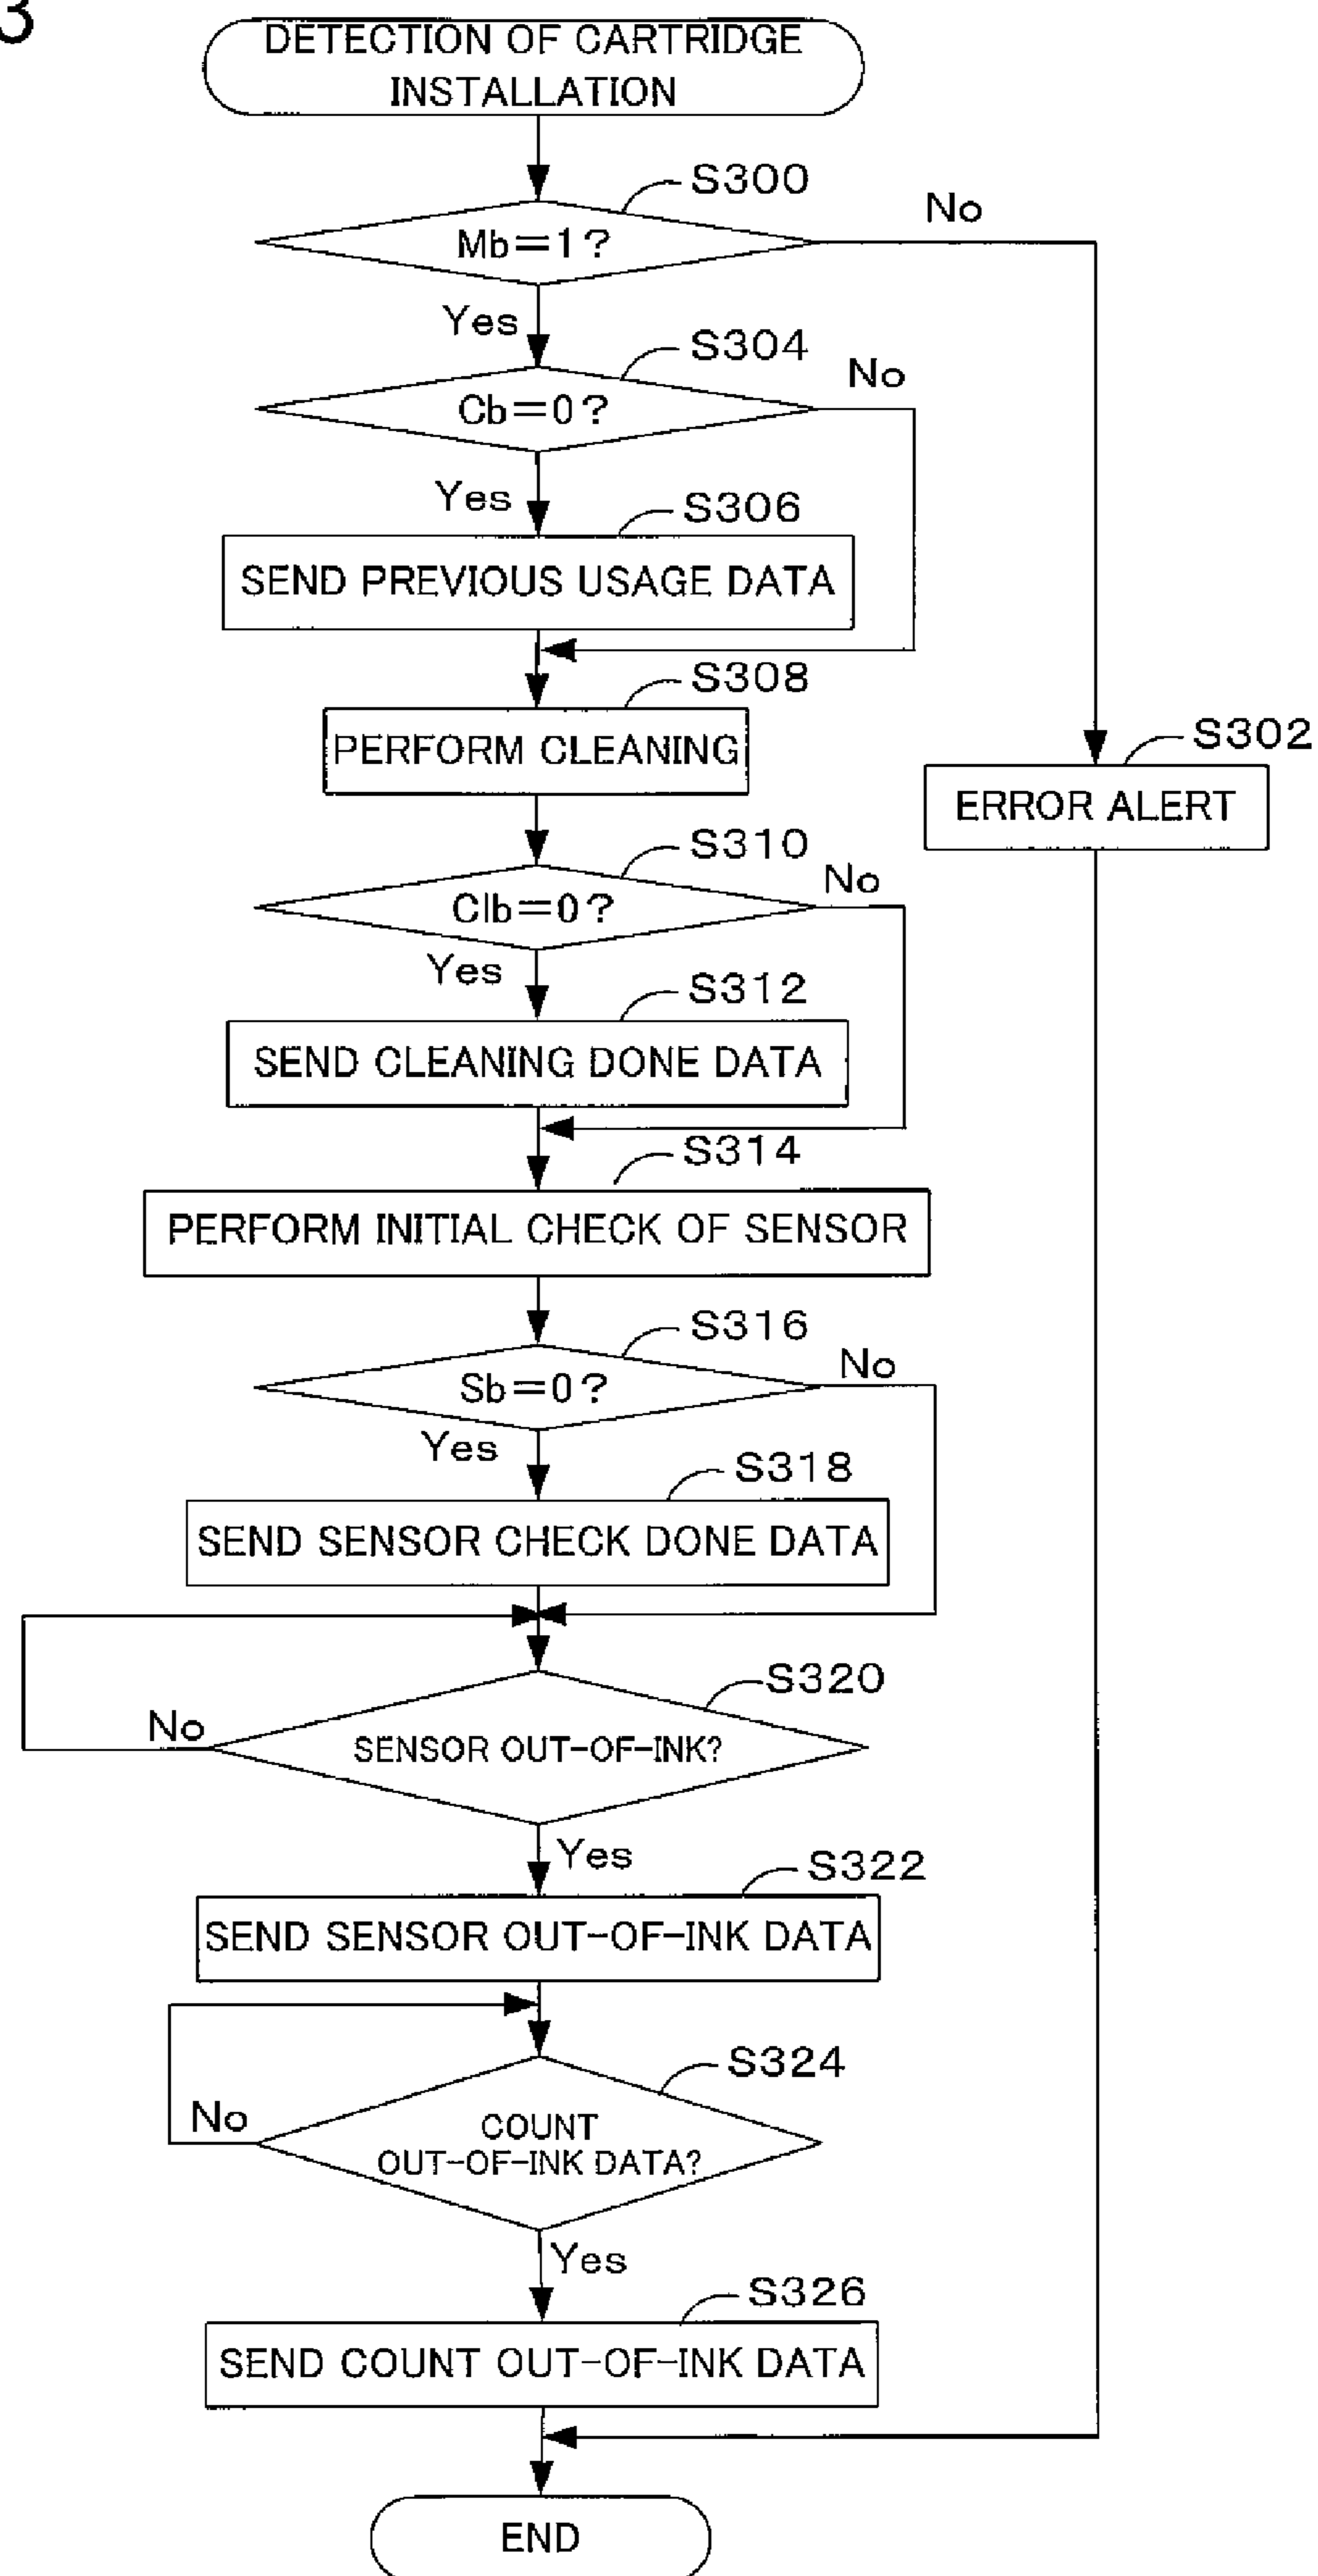 3
DETECTION OF CARTRIDGE
INSTALLATION
S300
No
Mb=1?
Yes
S304
No
Cb=0?
Yes
S306
SEND PREVIOUS USAGE DATA
S308
PERFORM CLEANING
S302
ERROR ALERT
S310
No
Clb=0?
Yes
S312
SEND CLEANING DONE DATA
S314
PERFORM INITIAL CHECK OF SENSOR
S316
No
Sb=0?
Yes
S318
SEND SENSOR CHECK DONE DATA
S320
No
SENSOR OUT-OF-INK?
Yes
S322
SEND SENSOR OUT-OF-INK DATA
S324
No
COUNT
OUT-OF-INK DATA?
Yes
S326
SEND COUNT OUT-OF-INK DATA
END